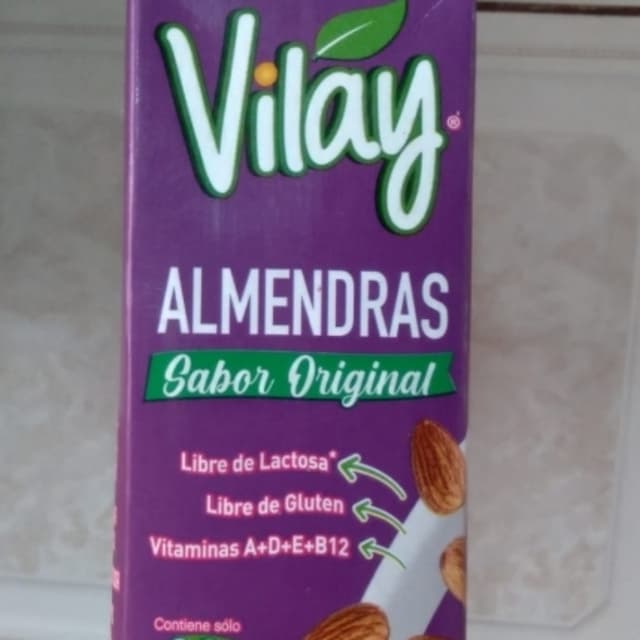 Vilay®
ALMENDRAS
Sabor Original
Libre de Lactosa*
Libre de Gluten
Vitaminas A+D+E+B12
Contiene sólo